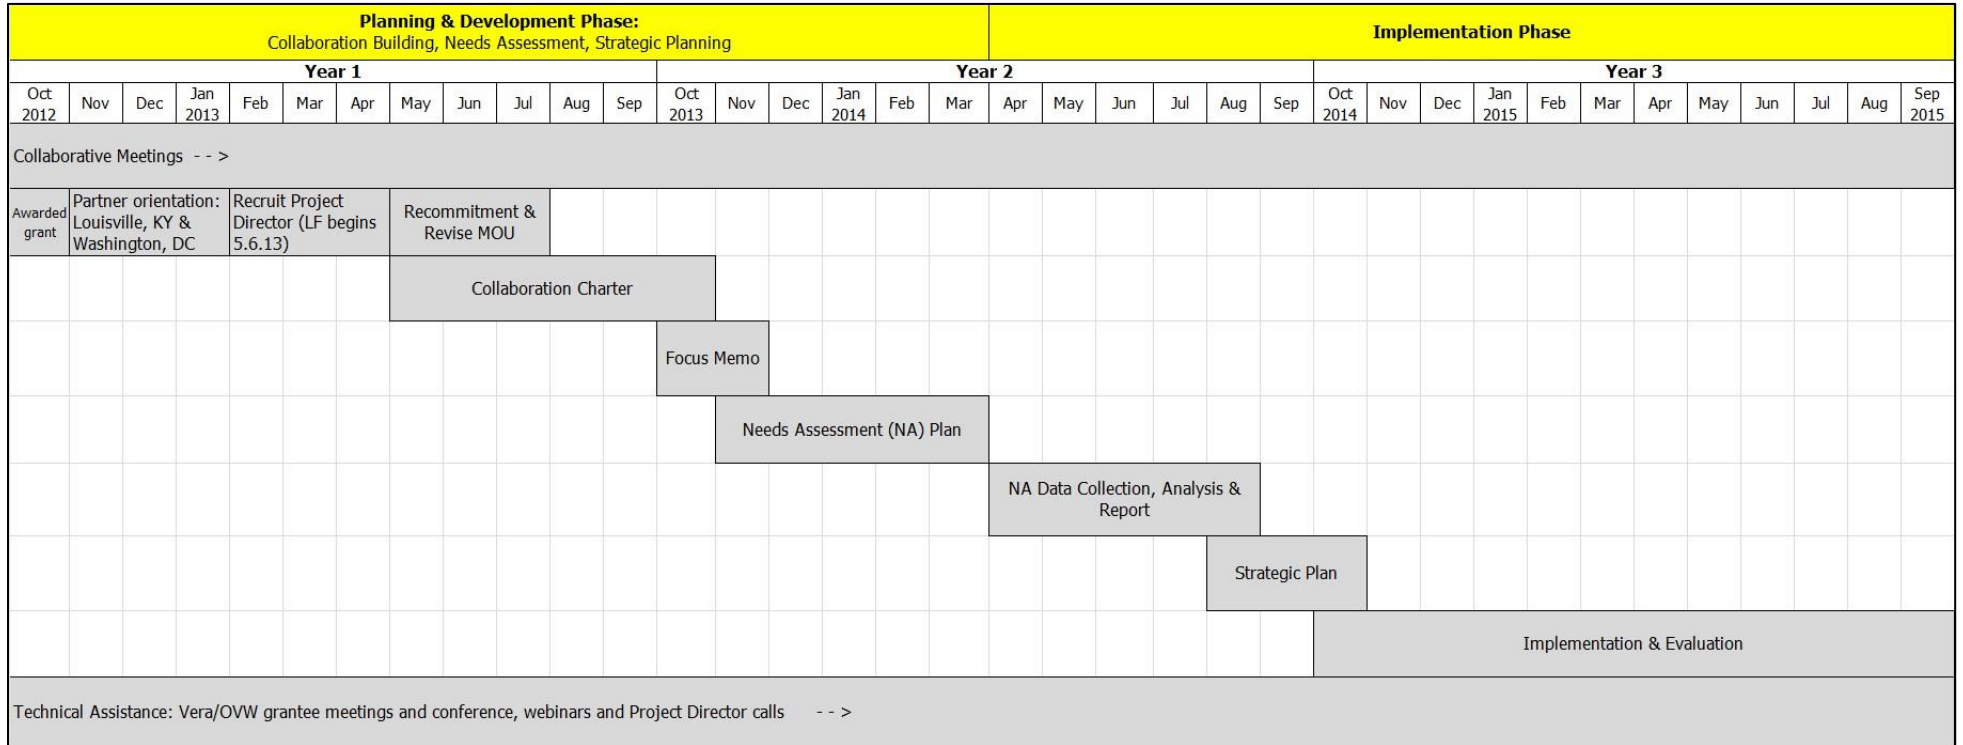 Planning & Development Phase:
Collaboration Building, Needs Assessment, Strategic Planning
Implementation Phase
Year 1
Year 2
Year 3
Oct 2012 Nov Dec Jan 2013 Feb Mar Apr May Jun Jul Aug Sep Oct 2013 Nov Dec Jan 2014 Feb Mar Apr May Jun Jul Aug Sep Oct 2014 Nov Dec Jan 2015 Feb Mar Apr May Jun Jul Aug Sep 2015
Collaborative Meetings - - >
Awarded
grant
Partner orientation:
Louisville, KY &
Washington, DC
Recruit Project
Director (LF begins
5.6.13)
Recommitment &
Revise MOU
Collaboration Charter
Focus Memo
Needs Assessment (NA) Plan
NA Data Collection, Analysis &
Report
Strategic Plan
Implementation & Evaluation
Technical Assistance: Vera/OVW grantee meetings and conference, webinars and Project Director calls - - >